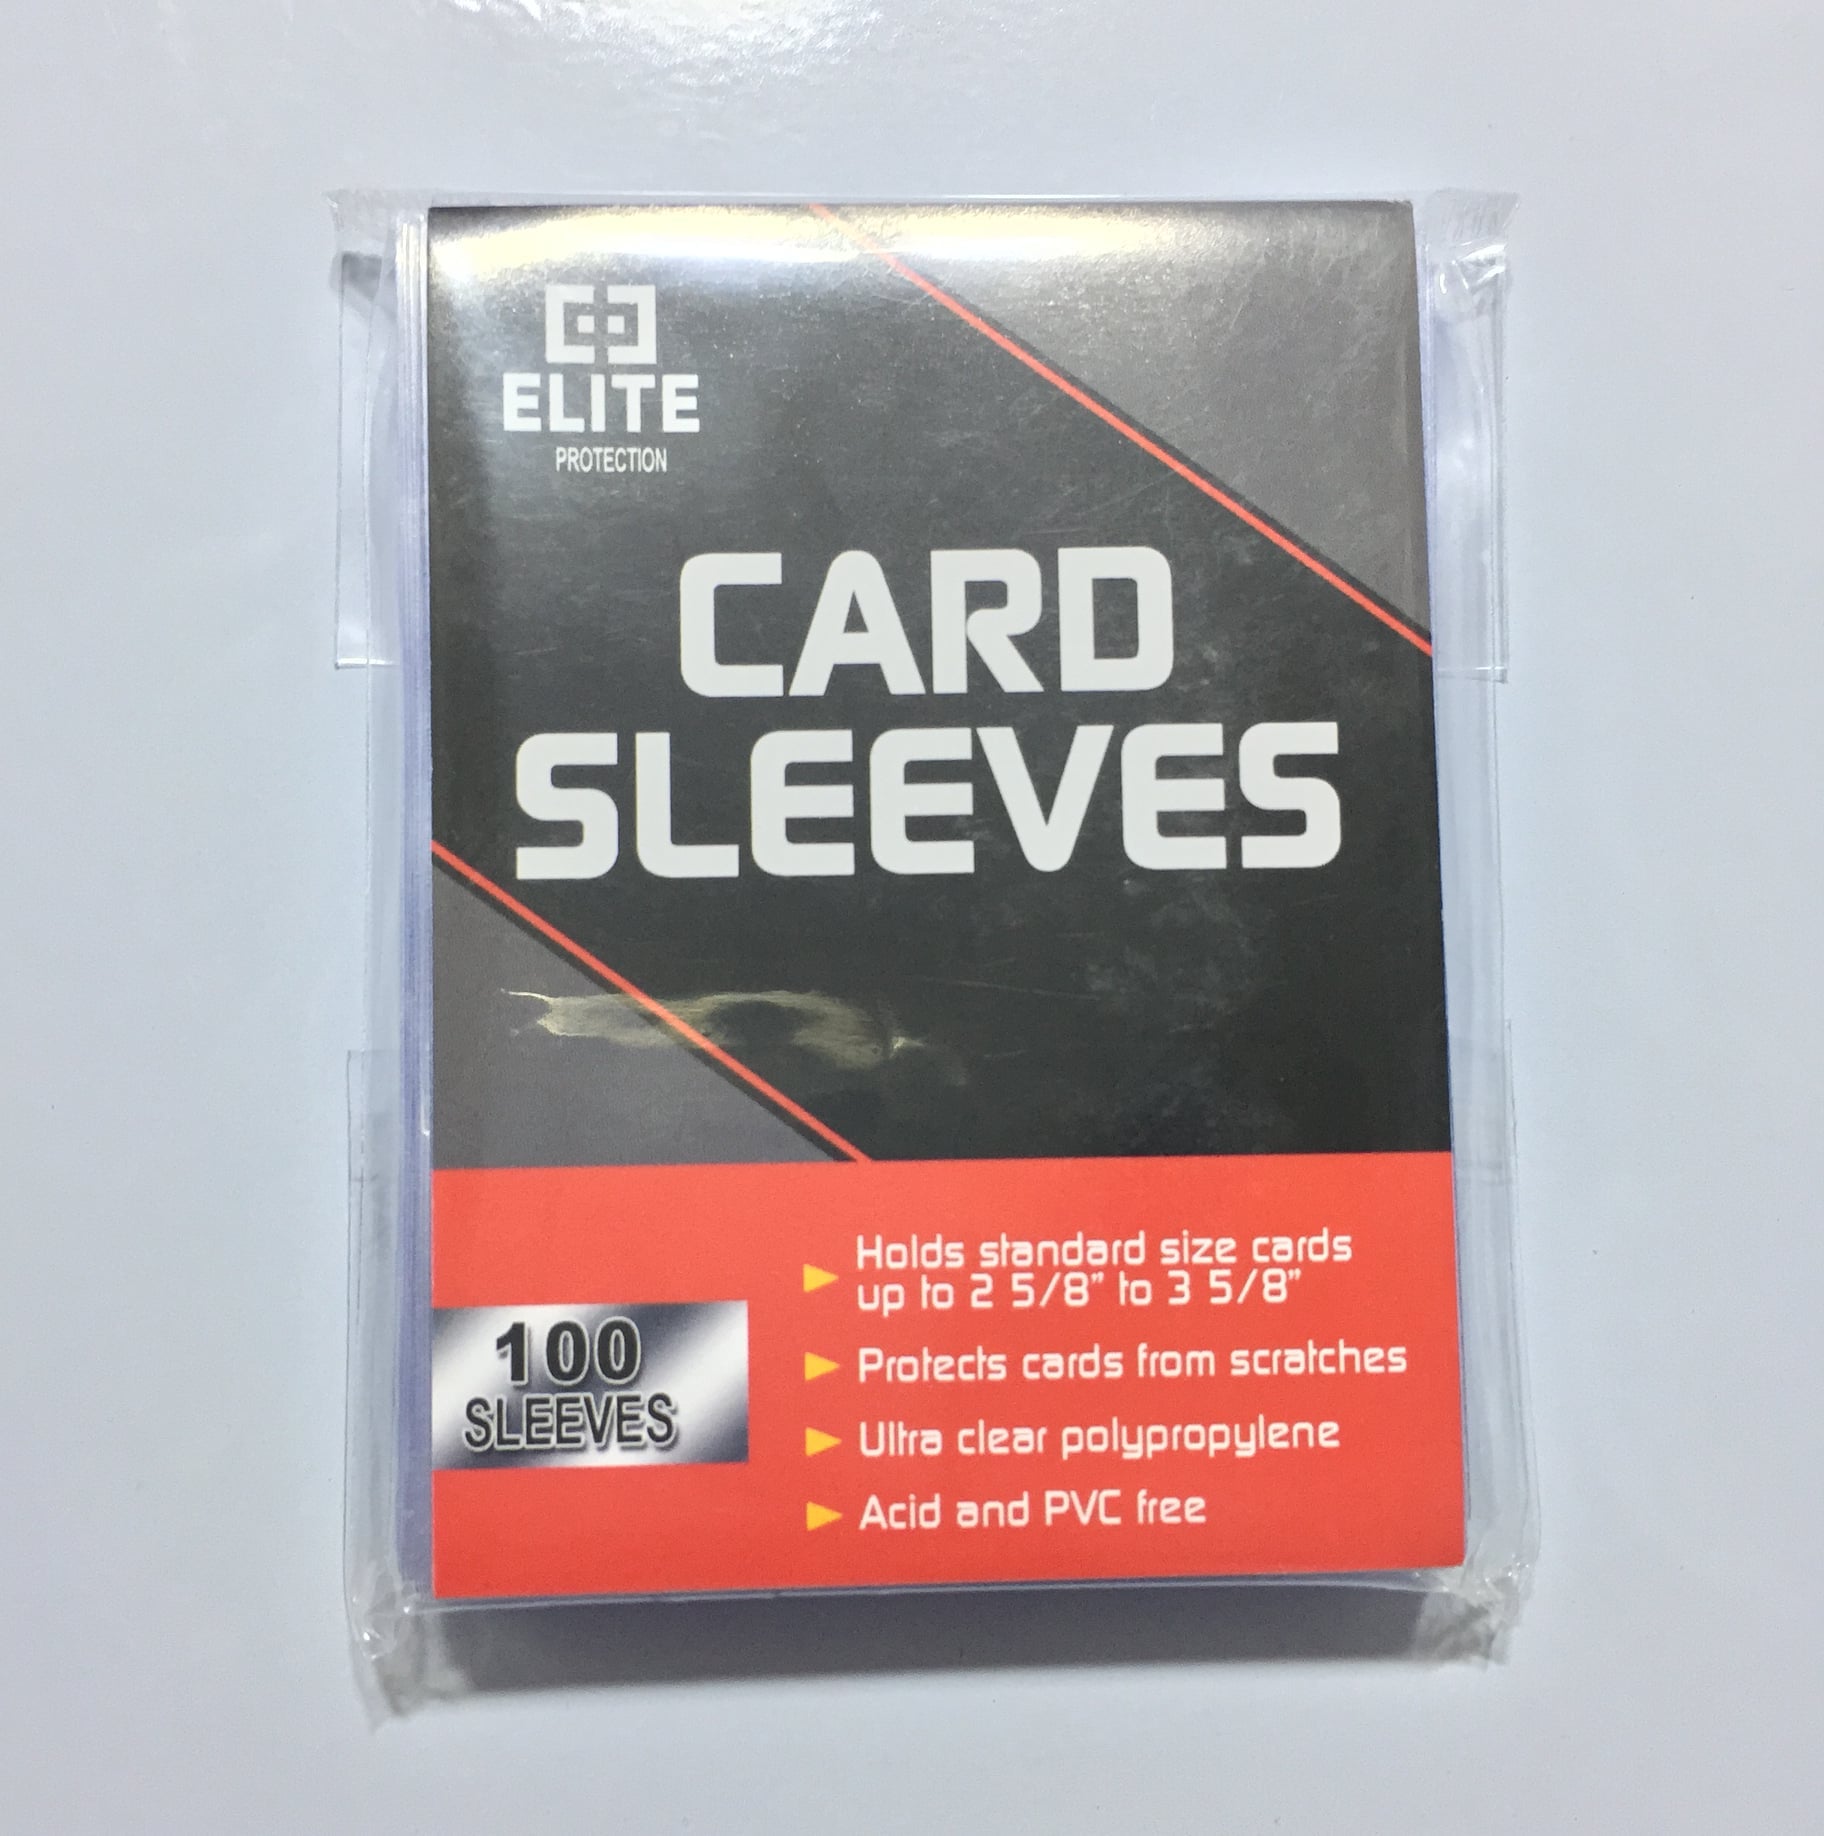 ELITE
PROTECTION
CARD
SLEEVES
100
SLEEVES
Holds standard size cards
up to 2 5/8” to 3 5/8”
Protects cards from scratches
Ultra clear polypropylene
Acid and PVC free